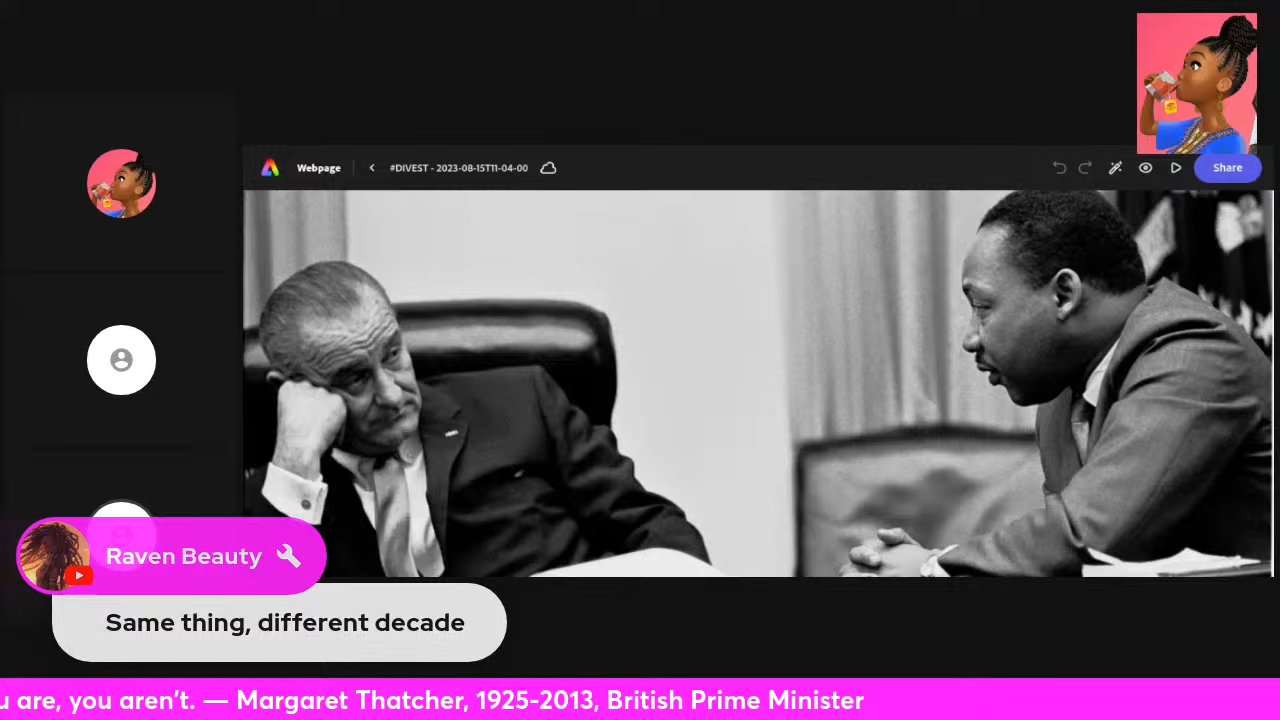 Webpage
#DIVEST - 2023-08-15T11-04-00
Share
Raven Beauty
Same thing, different decade
u are, you aren't. — Margaret Thatcher, 1925-2013, British Prime Minister